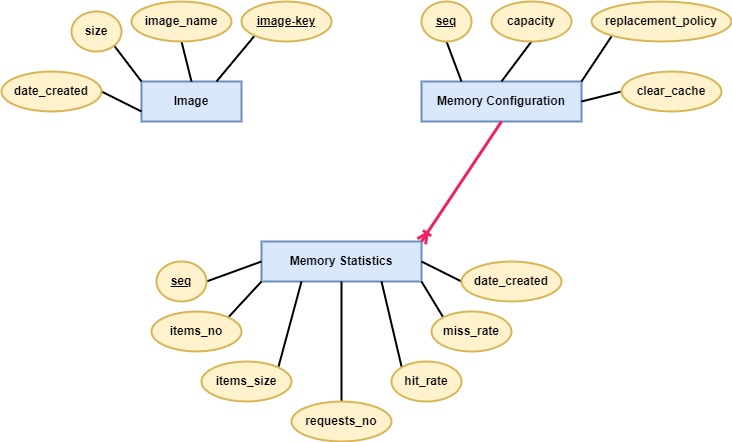 size
image_name
image-key
date_created
Image
seq
capacity
replacement_policy
clear_cache
Memory Configuration
Memory Statistics
seq
items_no
items_size
requests_no
hit_rate
miss_rate
date_created